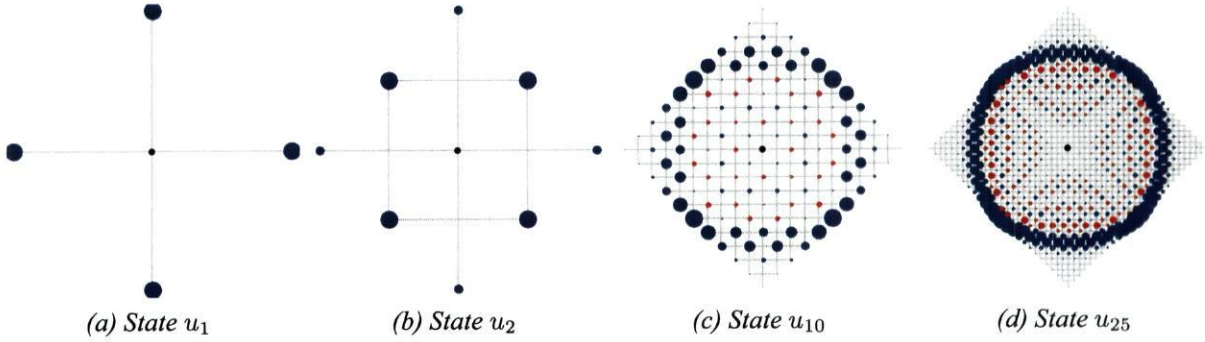 (a) State u₁
(b) State u₂
(c) State u₁₀
(d) State u₂₅